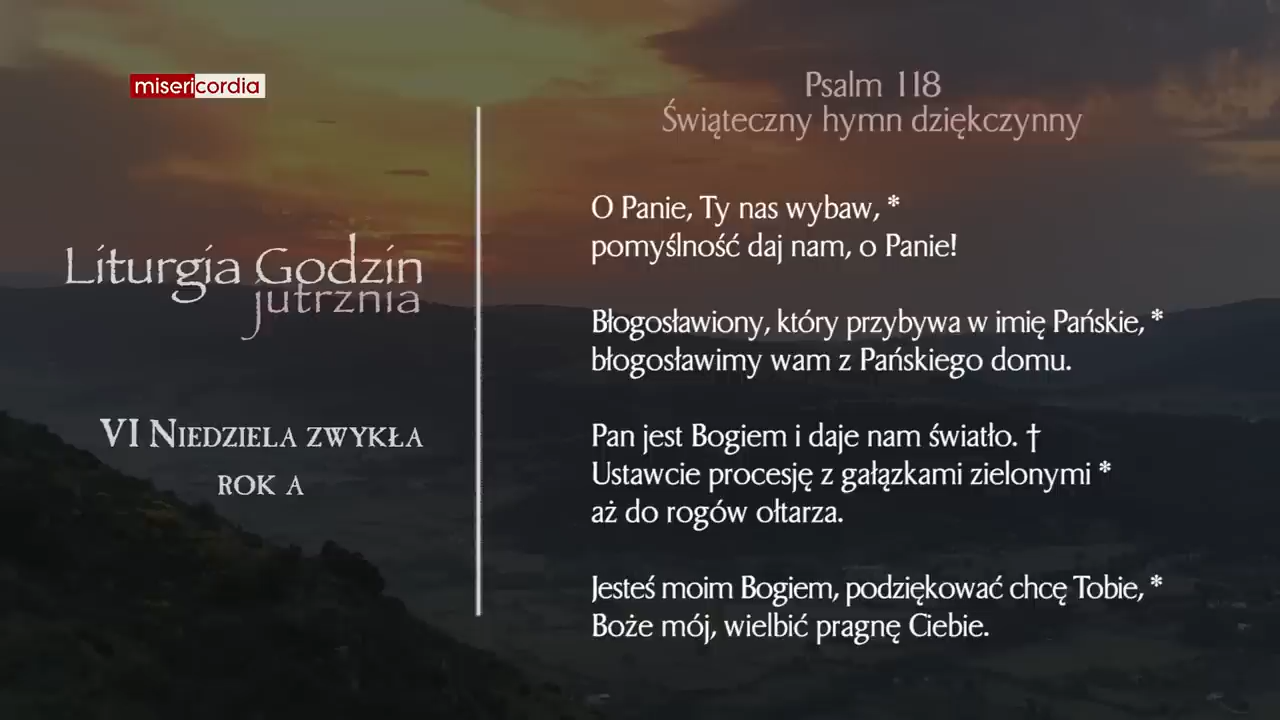 misericordia
Liturgia Godzin
jutrznia
VI Niedziela zwykła
rok A
Psalm 118
Świąteczny hymn dziękczynny
O Panie, Ty nas wybaw, *
pomyślność daj nam, o Panie!
Błogosławiony, który przybywa w imię Pańskie, *
błogosławimy wam z Pańskiego domu.
Pan jest Bogiem i daje nam światło. †
Ustawcie procesję z gałązkami zielonymi *
aż do rogów ołtarza.
Jesteś moim Bogiem, podziękować chcę Tobie, *
Boże mój, wielbić pragnę Ciebie.